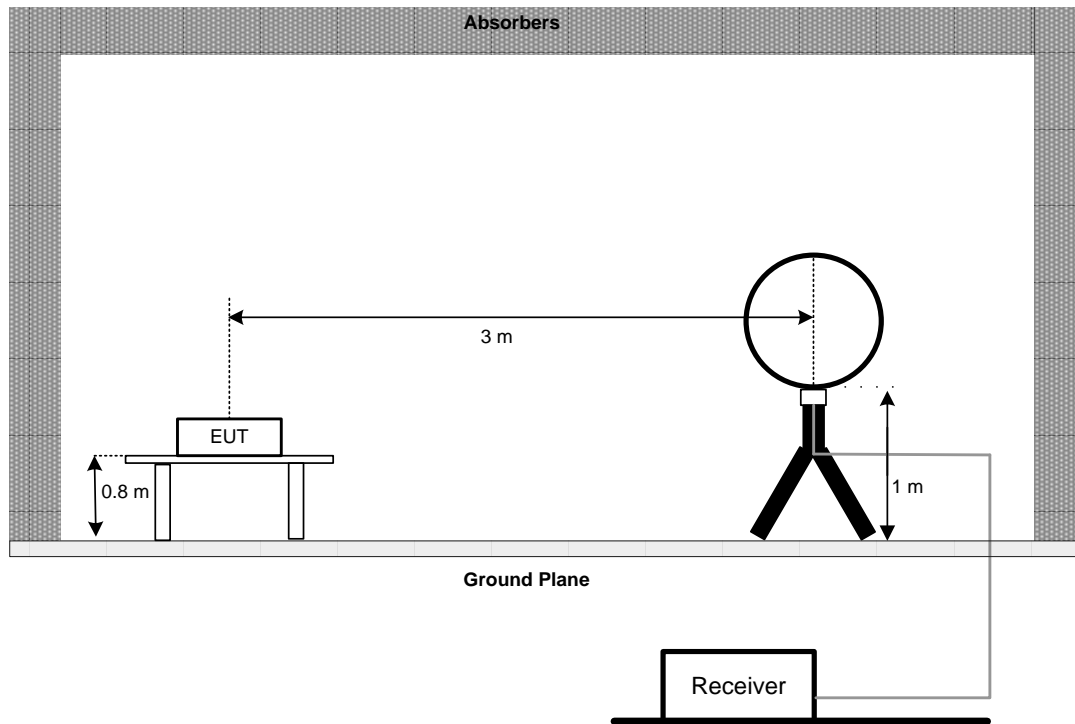 Absorbers
3 m
EUT
0.8 m
1 m
Ground Plane
Receiver